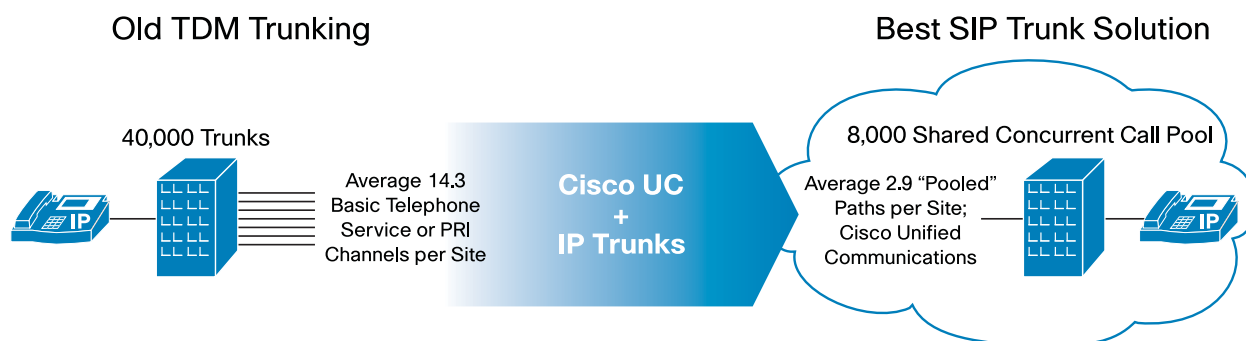 Old TDM Trunking
Best SIP Trunk Solution
40,000 Trunks
IP
Average 14.3
Basic Telephone
Service or PRI
Channels per Site
Cisco UC
+
IP Trunks
8,000 Shared Concurrent Call Pool
Average 2.9 “Pooled”
Paths per Site;
Cisco Unified
Communications
IP